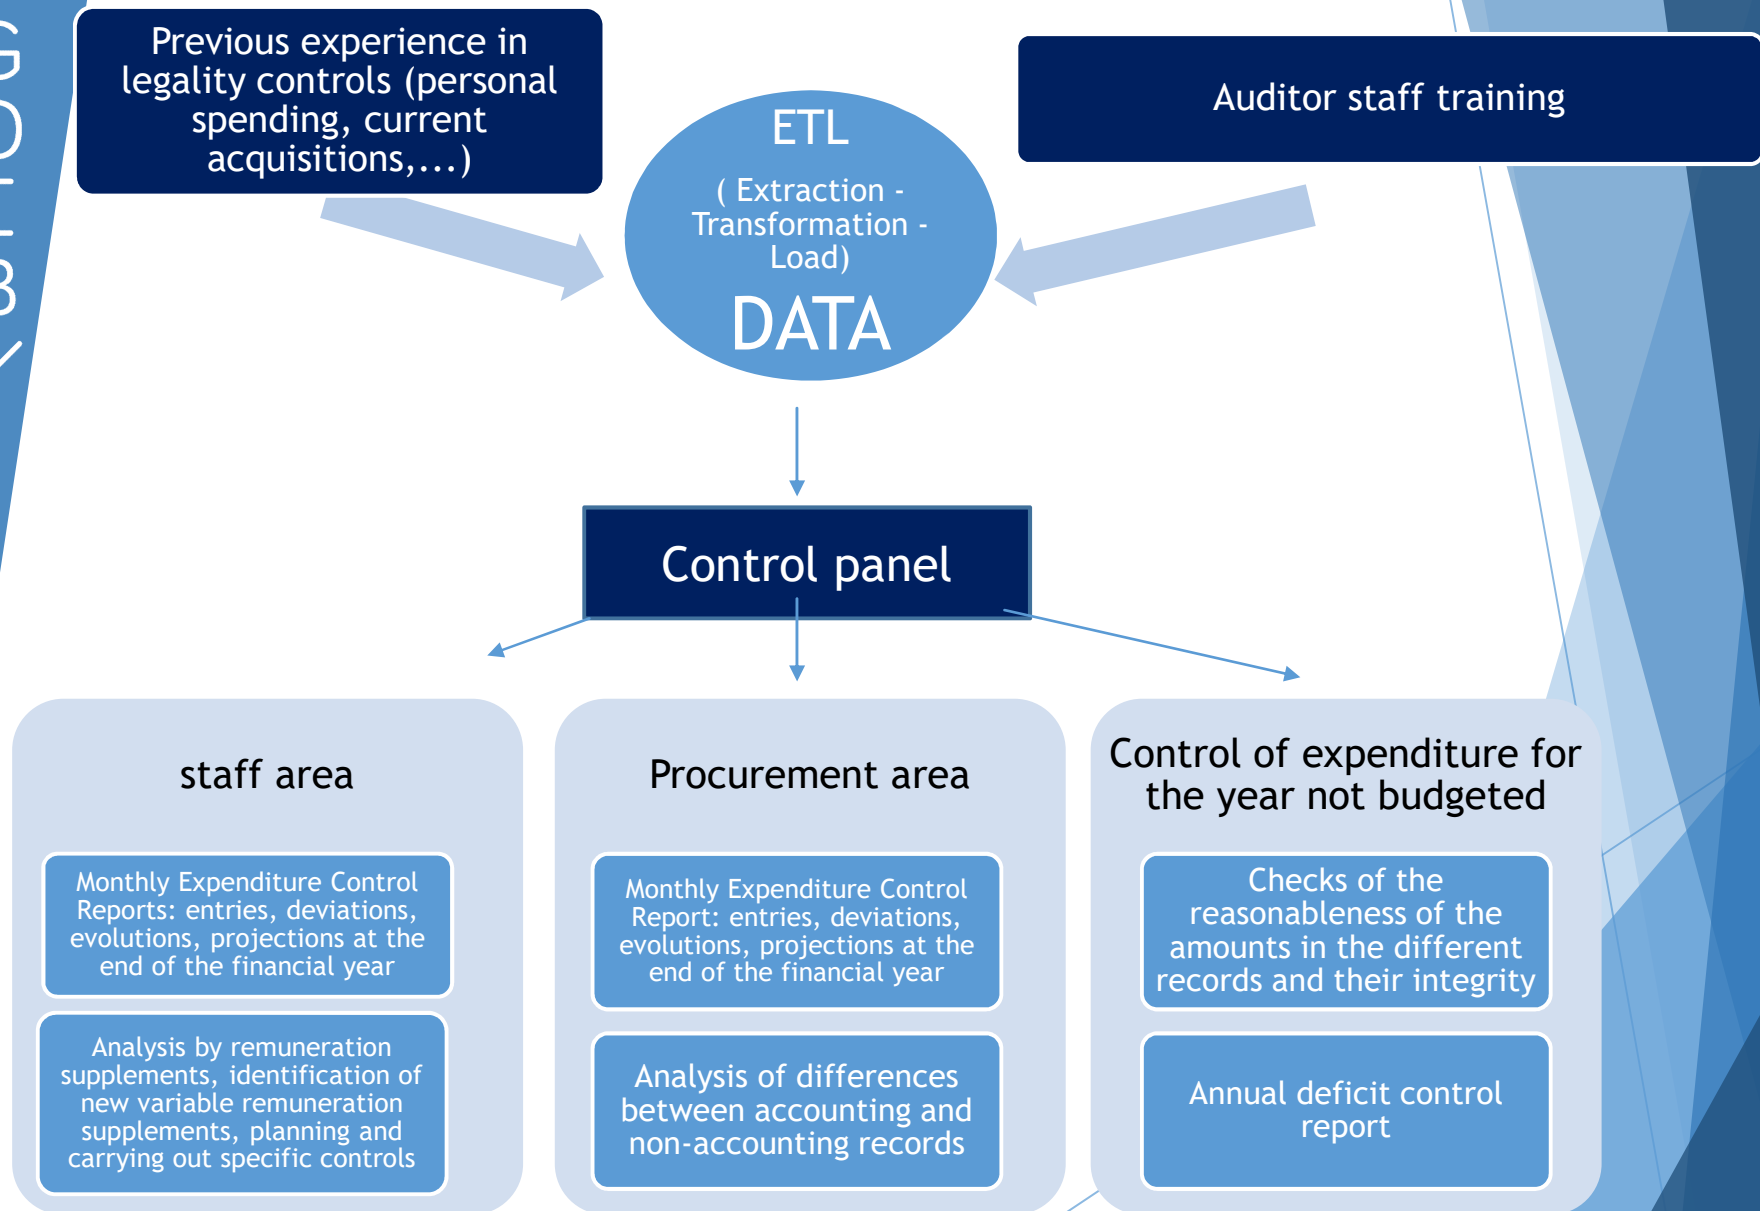 Previous experience in
legality controls (personal
spending, current
acquisitions,...)
Auditor staff training
ETL
( Extraction -
Transformation -
Load)
DATA
Control panel
staff area
Monthly Expenditure Control
Reports: entries, deviations,
evolutions, projections at the
end of the financial year
Analysis by remuneration
supplements, identification of
new variable remuneration
supplements, planning and
carrying out specific controls
Procurement area
Monthly Expenditure Control
Report: entries, deviations,
evolutions, projections at the
end of the financial year
Analysis of differences
between accounting and
non-accounting records
Control of expenditure for
the year not budgeted
Checks of the
reasonableness of the
amounts in the different
records and their integrity
Annual deficit control
report